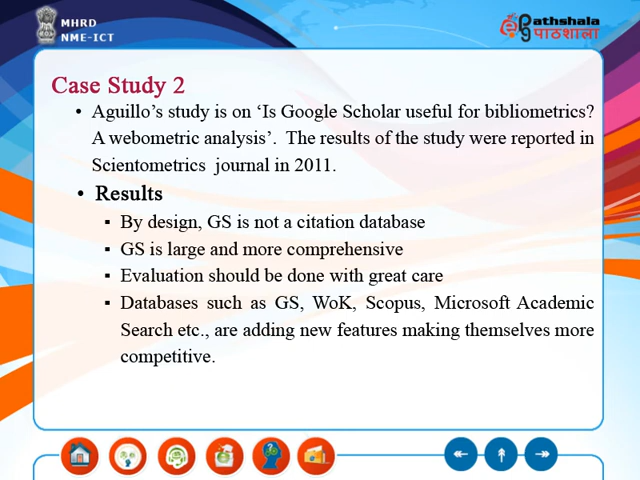 MHRD
NME-ICT
Pathshala
पाठशाला
Case Study 2
• Aguillo’s study is on ‘Is Google Scholar useful for bibliometrics?
A webometric analysis’. The results of the study were reported in
Scientometrics journal in 2011.
• Results
▪ By design, GS is not a citation database
▪ GS is large and more comprehensive
▪ Evaluation should be done with great care
▪ Databases such as GS, WoK, Scopus, Microsoft Academic
Search etc., are adding new features making themselves more
competitive.